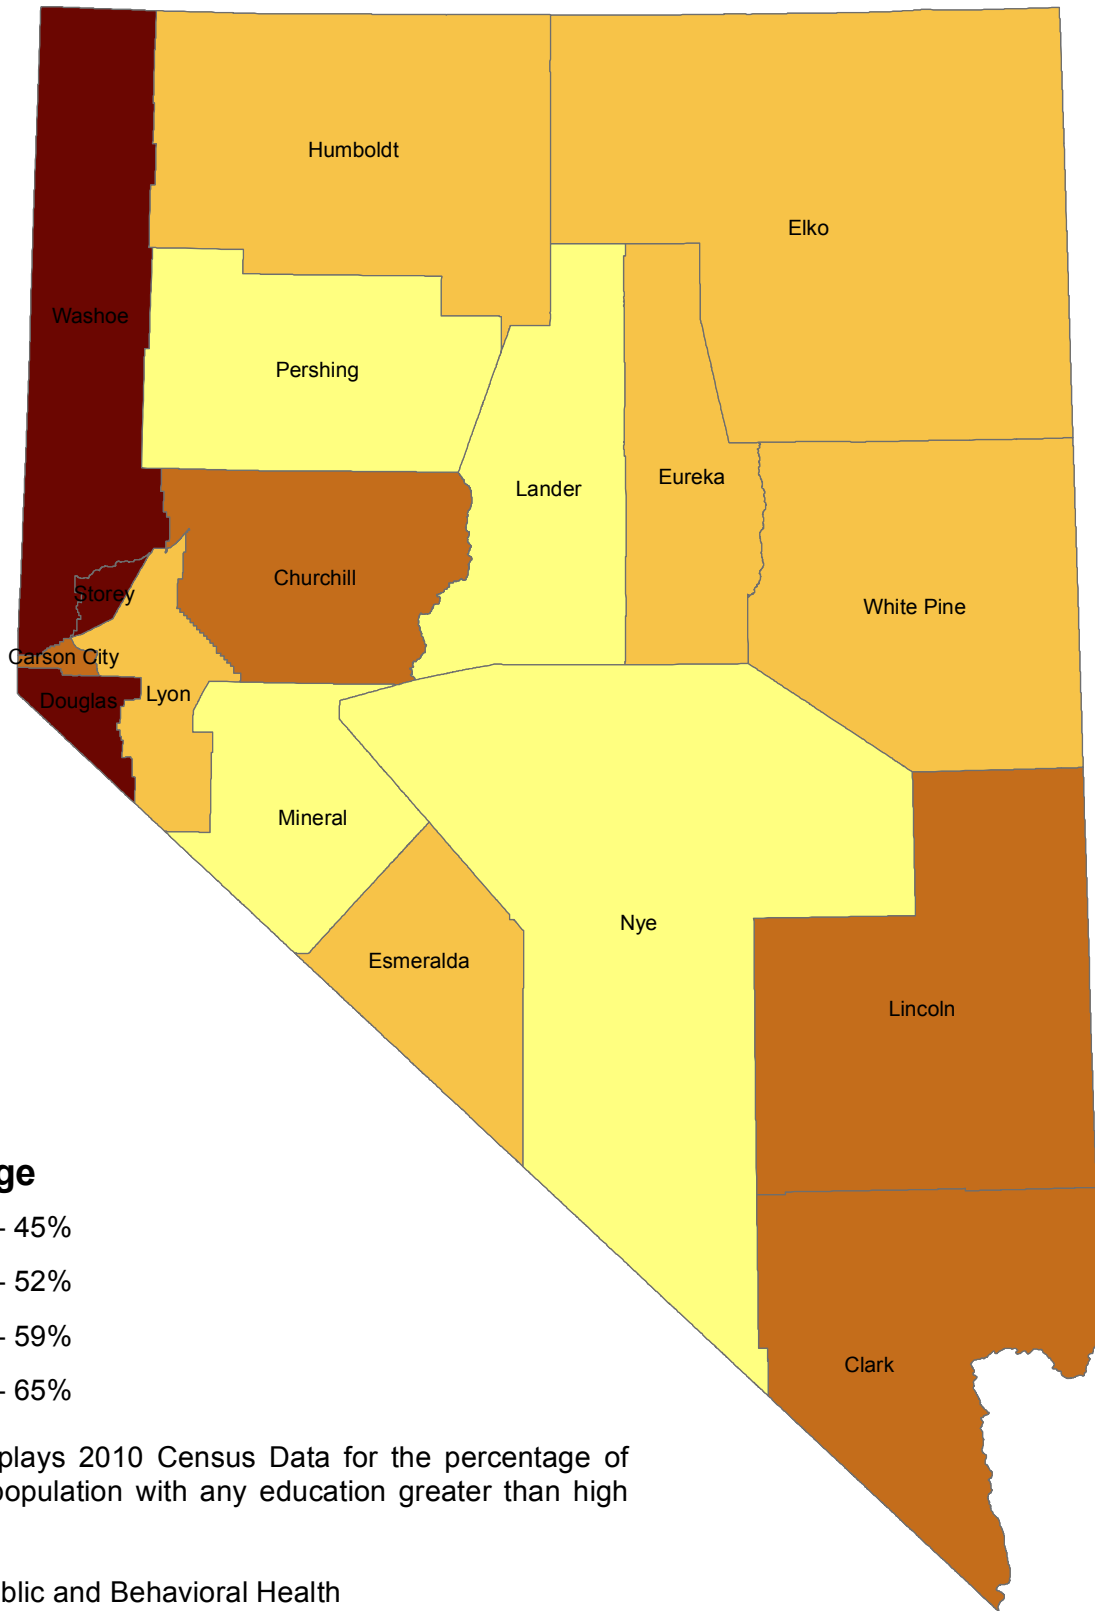 Humboldt
Elko
Washoe
Pershing
Eureka
Lander
Churchill
Storey
White Pine
Carson City
Lyon
Douglas
Mineral
Nye
Esmeralda
Lincoln
ge
- 45%
- 52%
- 59%
- 65%
Clark
plays 2010 Census Data for the percentage of
population with any education greater than high
blic and Behavioral Health